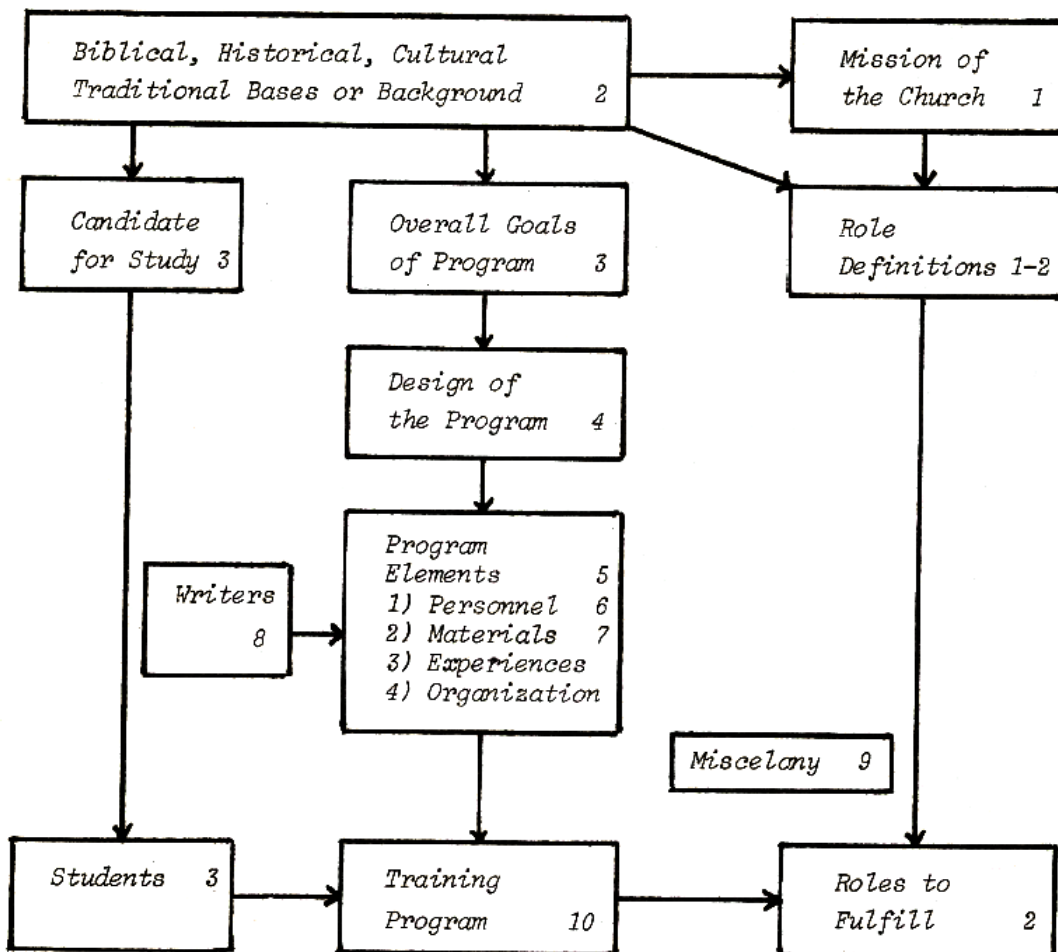 Biblical, Historical, Cultural
Traditional Bases or Background 2
Mission of
the Church 1
Candidate
for Study 3
Overall Goals
of Program 3
Role
Definitions 1-2
Design of
the Program 4
Program
Elements 5
1) Personnel 6
2) Materials 7
3) Experiences
4) Organization
Writers
8
Miscelany 9
Students 3
Training
Program 10
Roles to
Fulfill 2